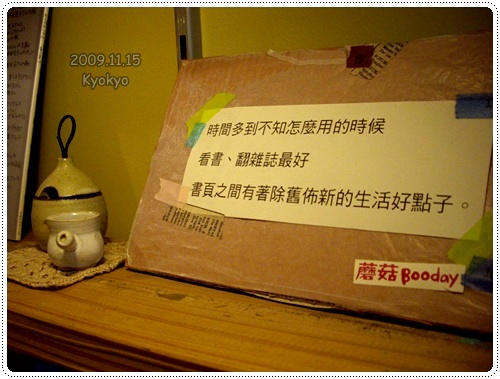 2009.11.15
Kyokyo
時間多到不知怎麼用的時候
看書、翻雜誌最好
書頁之間有著除舊佈新的生活好點子。
蘑菇 Booday